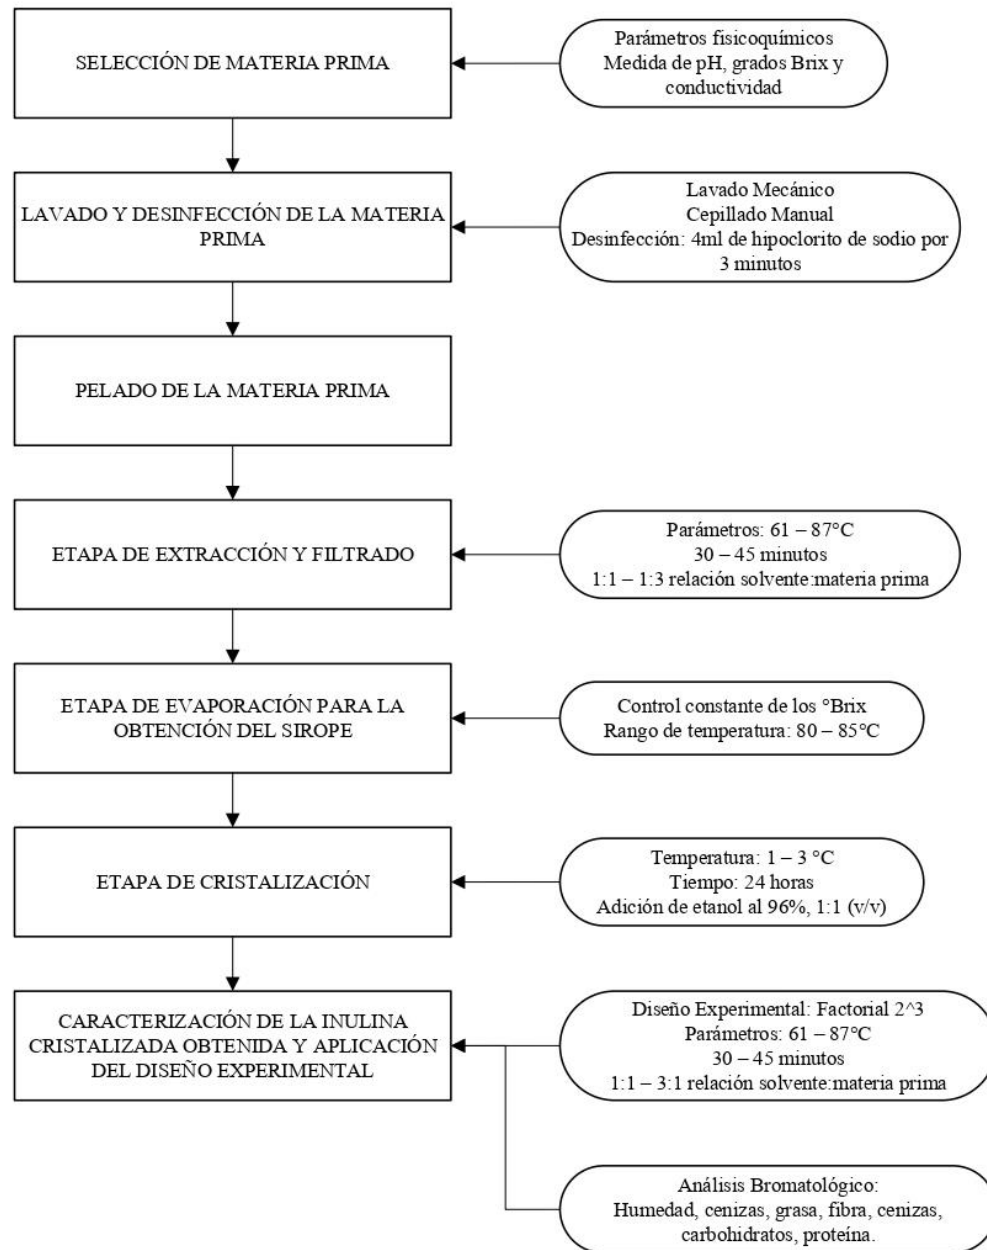 SELECCIÓN DE MATERIA PRIMA
Parámetros físicoquímicos
Medida de pH, grados Brix y
conductividad
LAVADO Y DESINFECCIÓN DE LA MATERIA
PRIMA
Lavado Mecánico
Cepillado Manual
Desinfección: 4ml de hipoclorito de sodio por
3 minutos
PELADO DE LA MATERIA PRIMA
ETAPA DE EXTRACCIÓN Y FILTRADO
Parámetros: 61 – 87°C
30 – 45 minutos
1:1 – 1:3 relación solvente:materia prima
ETAPA DE EVAPORACIÓN PARA LA
OBTENCIÓN DEL SIROPE
Control constante de los °Brix
Rango de temperatura: 80 – 85°C
ETAPA DE CRISTALIZACIÓN
Temperatura: 1 – 3 °C
Tiempo: 24 horas
Adición de etanol al 96%, 1:1 (v/v)
CARACTERIZACIÓN DE LA INULINA
CRISTALIZADA OBTENIDA Y APLICACIÓN
DEL DISEÑO EXPERIMENTAL
Diseño Experimental: Factorial 2^3
Parámetros: 61 – 87°C
30 – 45 minutos
1:1 – 3:1 relación solvente:materia prima
Análisis Bromatológico:
Humedad, cenizas, grasa, fibra, cenizas,
carbohidratos, proteína.